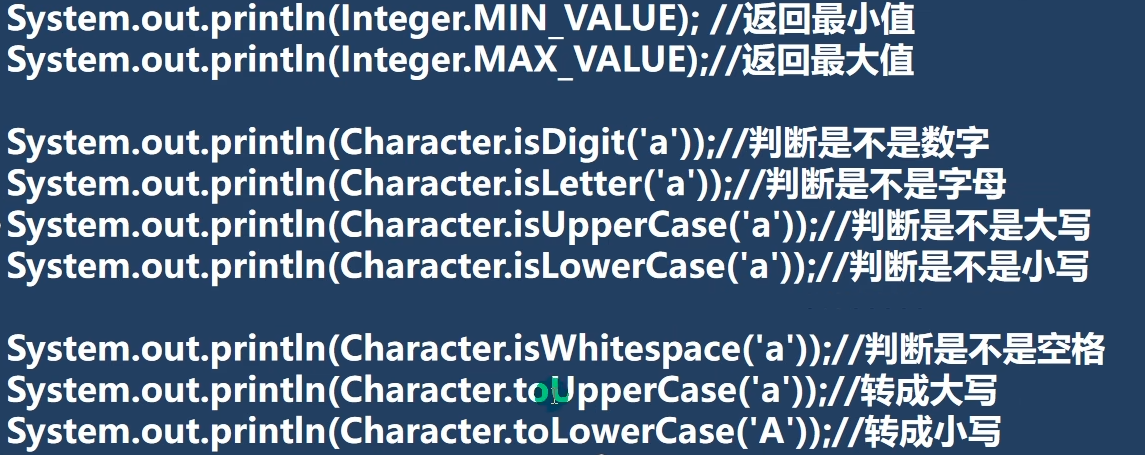 System.out.println(Integer.MIN_VALUE); //返回最小值
System.out.println(Integer.MAX_VALUE);//返回最大值
System.out.println(Character.isDigit('a'));//判断是不是数字
System.out.println(Character.isLetter('a'));//判断是不是字母
System.out.println(Character.isUpperCase('a'));//判断是不是大写
System.out.println(Character.isLowerCase('a'));//判断是不是小写
System.out.println(Character.isWhitespace('a'));//判断是不是空格
System.out.println(Character.toUpperCase('a'));//转成大写
System.out.println(Character.toLowerCase('A'));//转成小写